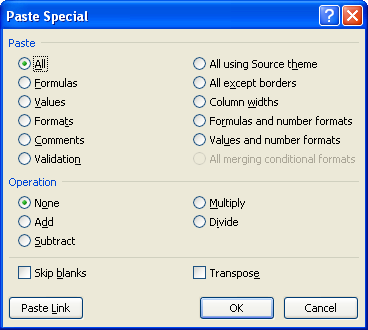 Paste Special
Paste
All
All using Source theme
Formulas
All except borders
Values
Column widths
Formats
Formulas and number formats
Comments
Values and number formats
Validation
All merging conditional formats
Operation
None
Multiply
Add
Divide
Subtract
Skip blanks
Transpose
Paste Link
OK
Cancel